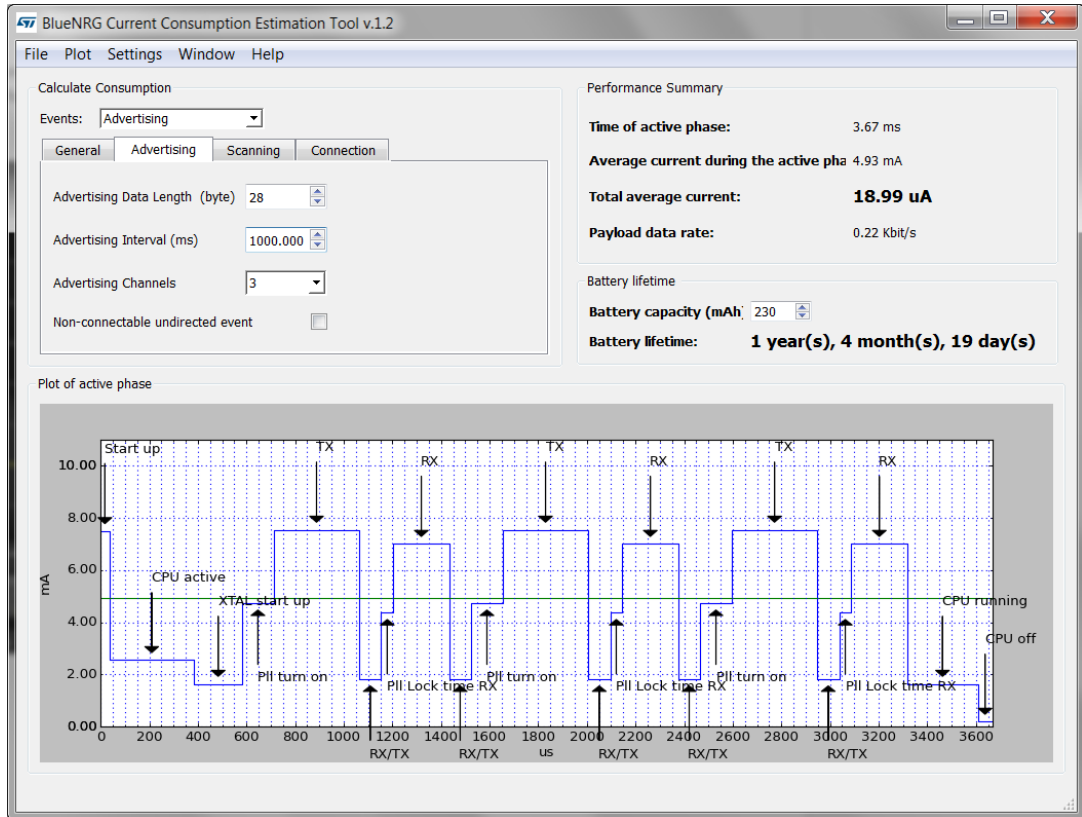 BlueNRG Current Consumption Estimation Tool v.1.2
File Plot Settings Window Help
Calculate Consumption
Events: Advertising
General Advertising Scanning Connection
Advertising Data Length (byte) 28
Advertising Interval (ms) 1000.000
Advertising Channels 3
Non-connectable undirected event
Performance Summary
Time of active phase: 3.67 ms
Average current during the active pha 4.93 mA
Total average current: 18.99 uA
Payload data rate: 0.22 Kbit/s
Battery lifetime
Battery capacity (mAh 230
Battery lifetime: 1 year(s), 4 month(s), 19 day(s)
Plot of active phase
Start up TX TX TX
10.00 RX RX RX
8.00
6.00
CPU active
mA
XTAL start up CPU running
4.00
CPU off
2.00 Pll turn on Pll turn on Pll turn on
Pll Lock time RX Pll Lock time RX Pll Lock time RX
0.00
0 200 400 600 800 1000 1200 1400 1600 1800 2000 2200 2400 2600 2800 3000 3200 3400 3600
RX/TX RX/TX us RX/TX RX/TX RX/TX